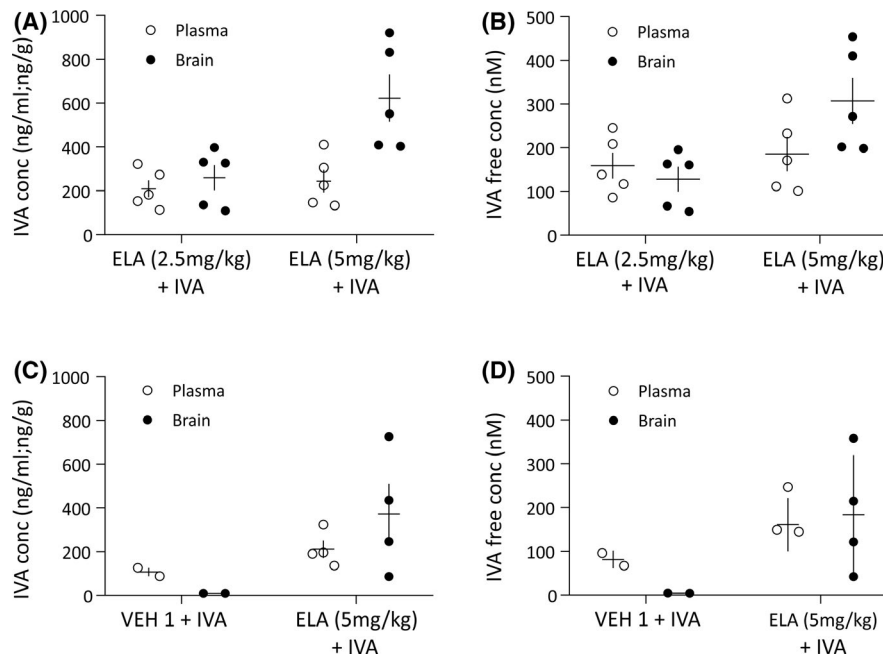 (A)
IVA conc (ng/ml;ng/g)
1000
800
600
400
200
0
Plasma
Brain
ELA (2.5mg/kg)
+ IVA
ELA (5mg/kg)
+ IVA
(B)
IVA free conc (nM)
500
400
300
200
100
0
Plasma
Brain
ELA (2.5mg/kg)
+ IVA
ELA (5mg/kg)
+ IVA
(C)
IVA conc (ng/ml;ng/g)
1000
800
600
400
200
0
Plasma
Brain
VEH 1 + IVA
ELA (5mg/kg)
+ IVA
(D)
IVA free conc (nM)
500
400
300
200
100
0
Plasma
Brain
VEH 1 + IVA
ELA (5mg/kg)
+ IVA